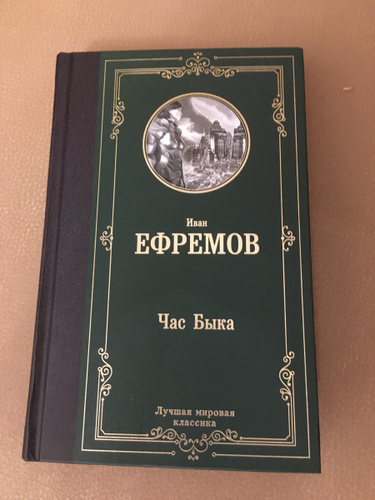 Иван
ЕФРЕМОВ
Час Быка
Лучшая мировая
классика